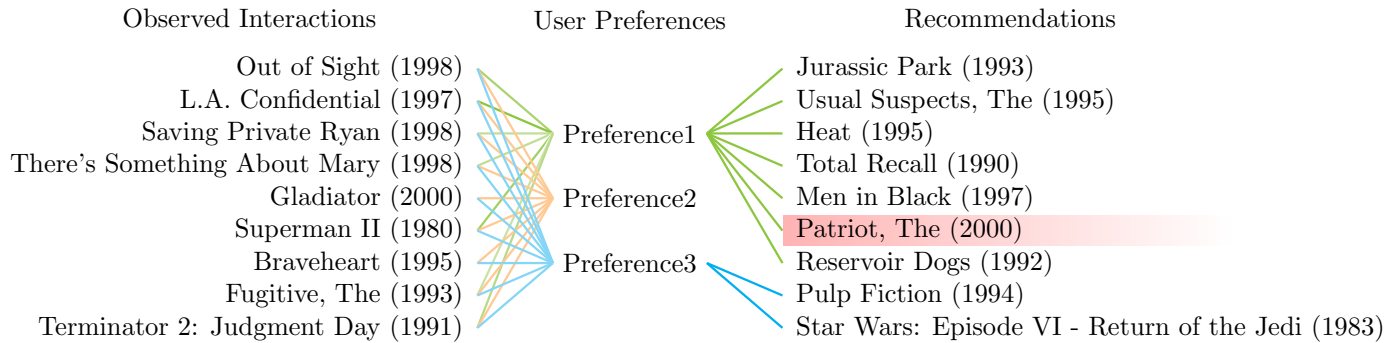 Observed Interactions
User Preferences
Recommendations
Out of Sight (1998)
L.A. Confidential (1997)
Saving Private Ryan (1998)
There's Something About Mary (1998)
Gladiator (2000)
Superman II (1980)
Braveheart (1995)
Fugitive, The (1993)
Terminator 2: Judgment Day (1991)
Preference1
Preference2
Preference3
Jurassic Park (1993)
Usual Suspects, The (1995)
Heat (1995)
Total Recall (1990)
Men in Black (1997)
Patriot, The (2000)
Reservoir Dogs (1992)
Pulp Fiction (1994)
Star Wars: Episode VI - Return of the Jedi (1983)